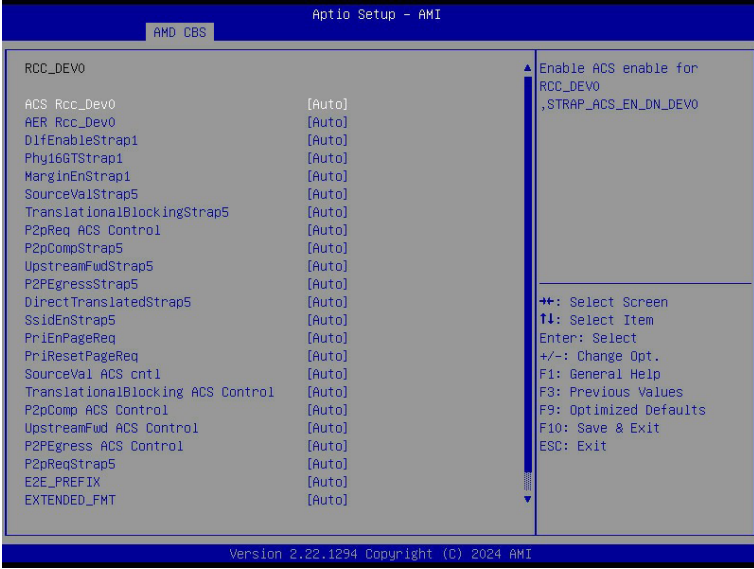 Aptio Setup – AMI
AMD CBS
RCC_DEV0
ACS Rcc_Dev0 [Auto]
AER Rcc_Dev0 [Auto]
DlfEnableStrap1 [Auto]
Phy16GTStrap1 [Auto]
MarginEnStrap1 [Auto]
SourceValStrap5 [Auto]
TranslationalBlockingStrap5 [Auto]
P2pReq ACS Control [Auto]
P2pCompStrap5 [Auto]
UpstreamFwdStrap5 [Auto]
P2PEgressStrap5 [Auto]
DirectTranslatedStrap5 [Auto]
SsidEnStrap5 [Auto]
PriEnPageReq [Auto]
PriResetPageReq [Auto]
SourceVal ACS cntl [Auto]
TranslationalBlocking ACS Control [Auto]
P2pComp ACS Control [Auto]
UpstreamFwd ACS Control [Auto]
P2PEgress ACS Control [Auto]
P2pReqStrap5 [Auto]
E2E_PREFIX [Auto]
EXTENDED_FMT [Auto]
Enable ACS enable for
RCC_DEV0
,STRAP_ACS_EN_DN_DEV0
→←: Select Screen
↑↓: Select Item
Enter: Select
+/-: Change Opt.
F1: General Help
F3: Previous Values
F9: Optimized Defaults
F10: Save & Exit
ESC: Exit
Version 2.22.1294 Copyright (C) 2024 AMI